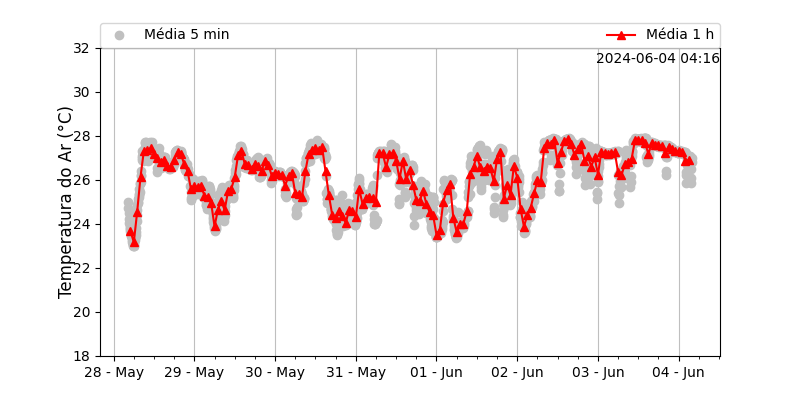 Média 5 min
Média 1 h
2024-06-04 04:16
Temperatura do Ar (°C)
32
30
28
26
24
22
20
18
28 - May
29 - May
30 - May
31 - May
01 - Jun
02 - Jun
03 - Jun
04 - Jun